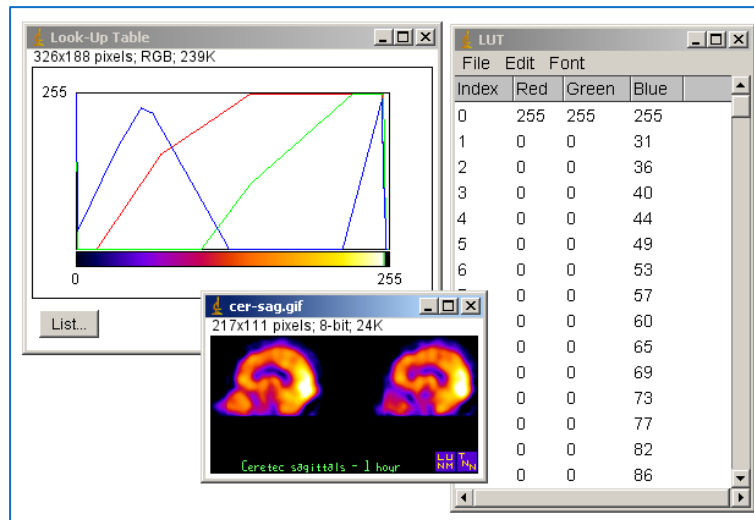 Look-Up Table
326x188 pixels; RGB; 239K
255
0 255
List...
cer-sag.gif
217x111 pixels; 8-bit; 24K
Ceretec sagittals - 1 hour
LU
NM
T
NN
LUT
File Edit Font
Index Red Green Blue
0 255 255 255
1 0 0 31
2 0 0 36
3 0 0 40
4 0 0 44
5 0 0 49
6 0 0 53
0 0 57
0 0 60
0 0 65
0 0 69
0 0 73
0 0 77
0 0 82
0 0 86